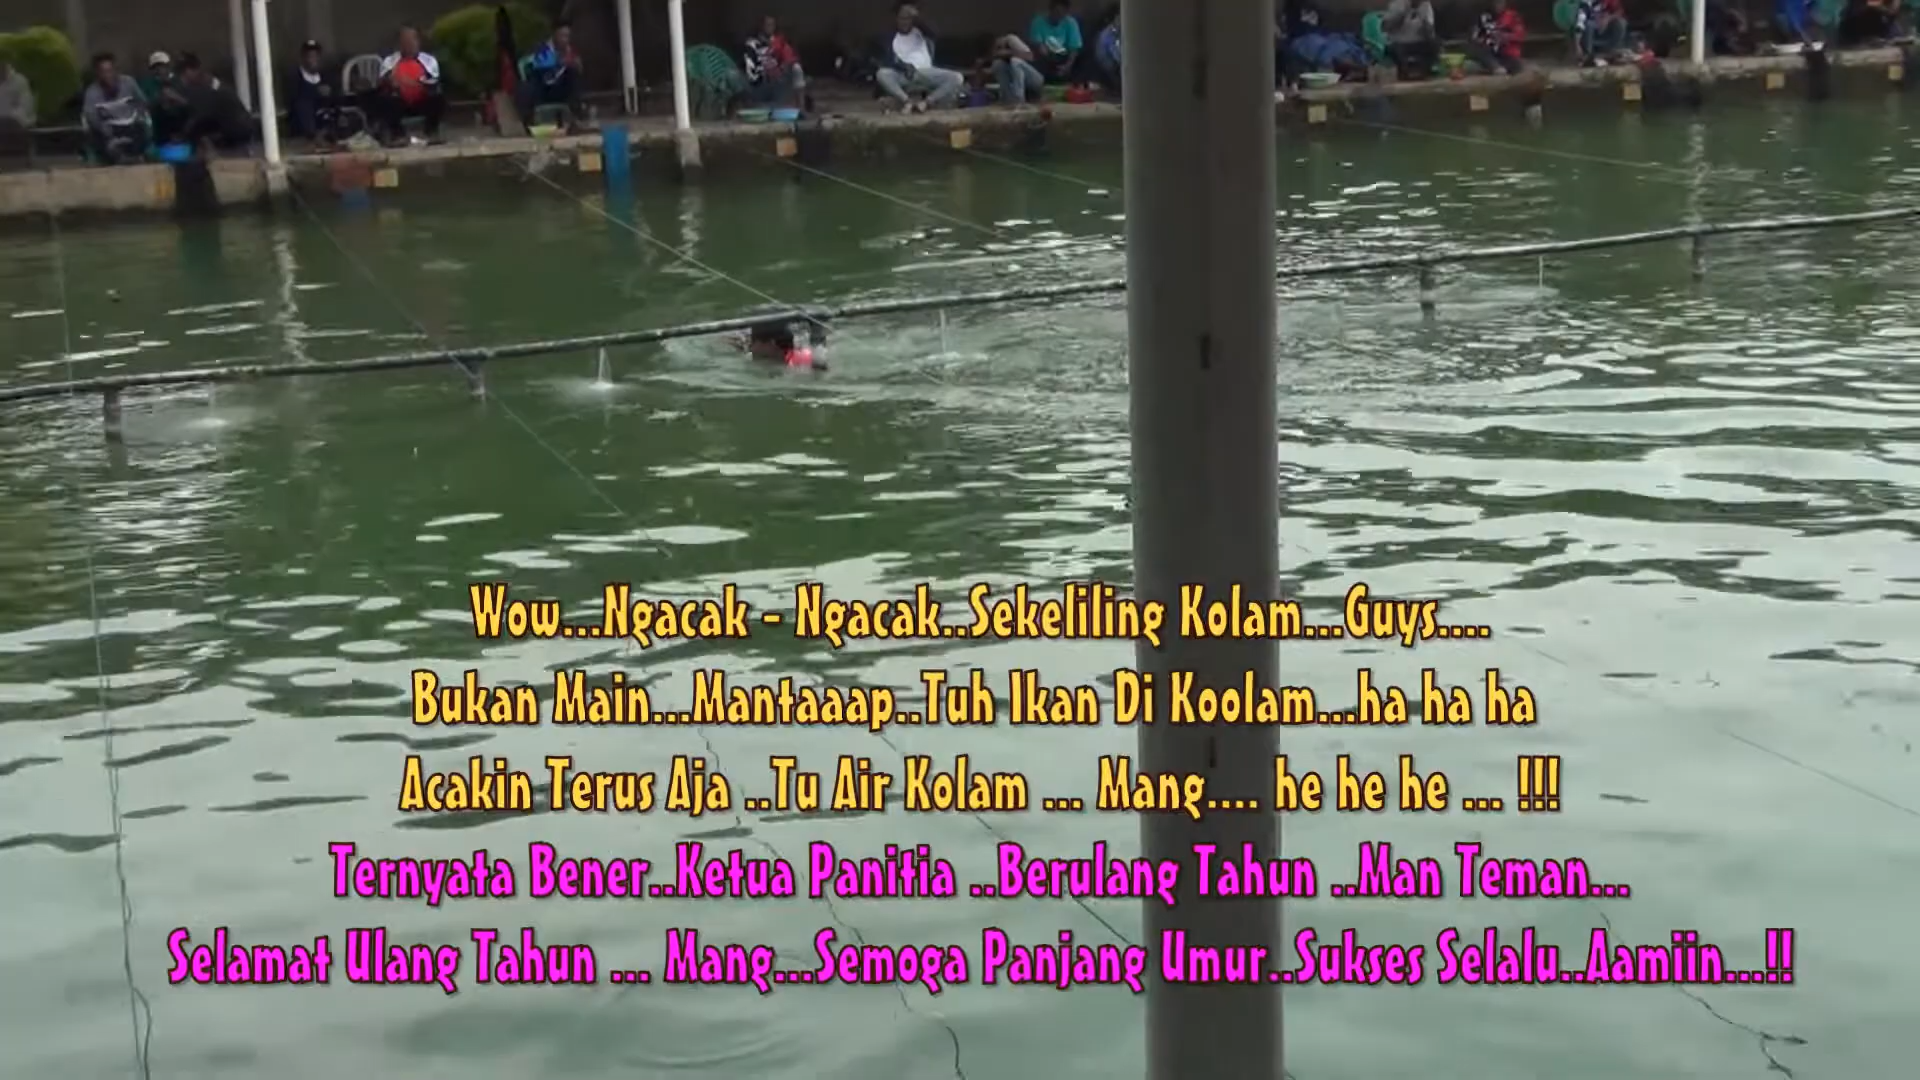 Wow...Ngacak - Ngacak..Sekeliling Kolam...Guys....
Bukan Main...Mantaaap..Tuh Ikan Di Koolam...ha ha ha
Acakin Terus Aja ..Tu Air Kolam ... Mang.... he he he ... !!!
Ternyata Bener..Ketua Panitia ..Berulang Tahun ..Man Teman...
Selamat Ulang Tahun ... Mang...Semoga Panjang Umur..Sukses Selalu..Aamiin...!!